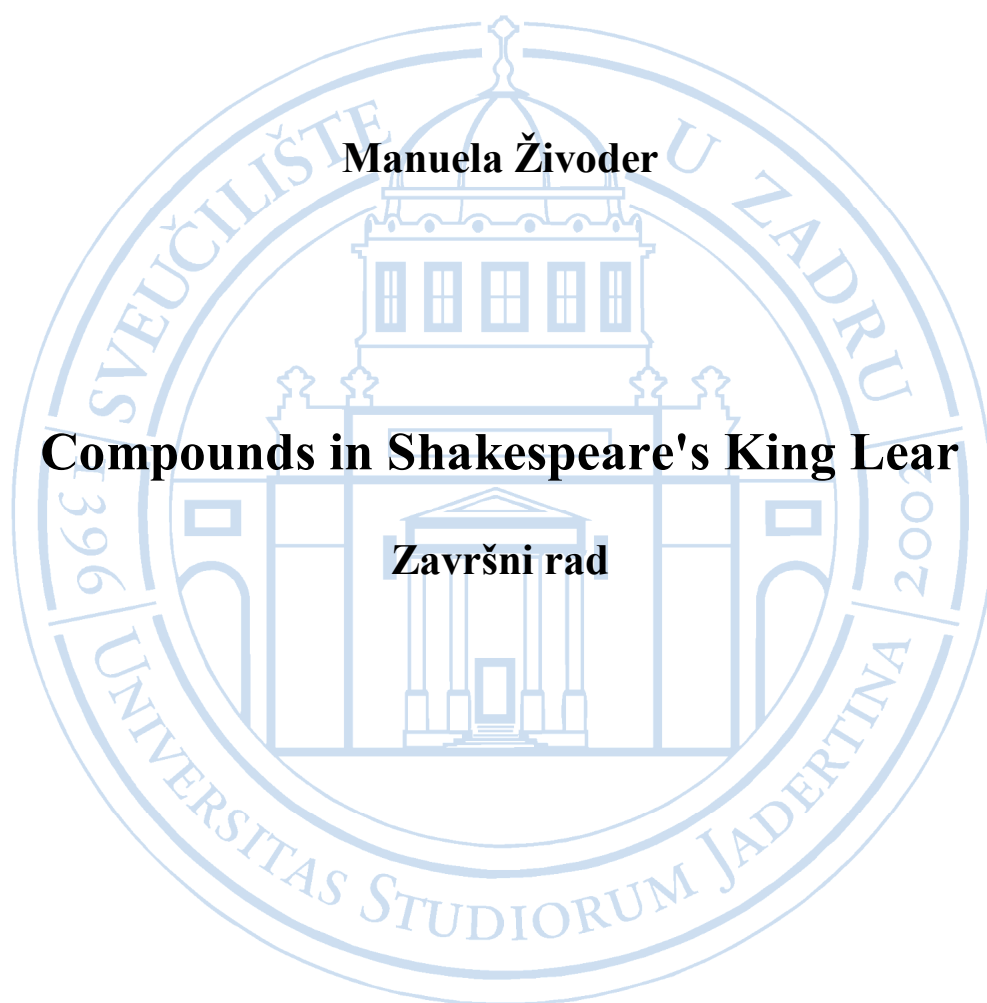 Manuela Živoder
Compounds in Shakespeare's King Lear
Završni rad
SVEUČILIŠTE U ZADRU
1396
2002
UNIVERSITAS STUDIORUM JADERTINA